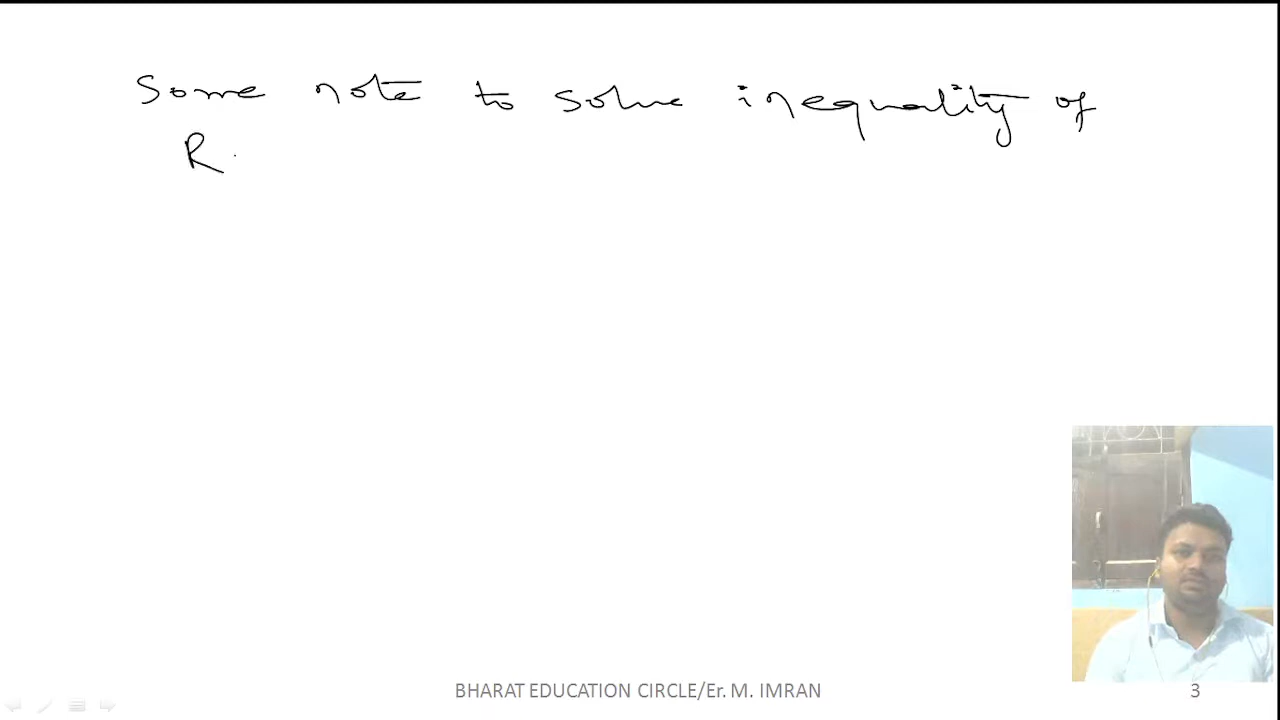 Some note to solve inequality of
R.
BHARAT EDUCATION CIRCLE/Er. M. IMRAN
3